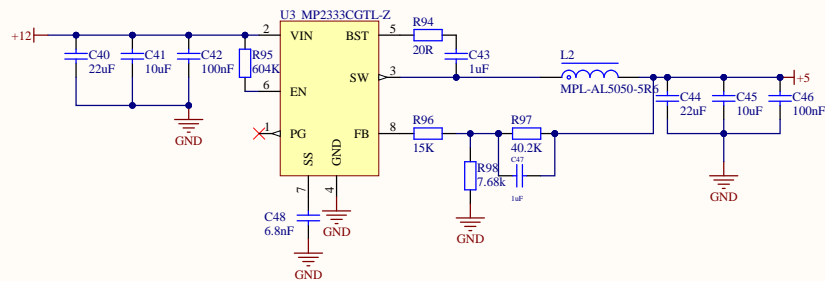 U3 MP2333CGTL-Z
+12
C40
22uF
C41
10uF
C42
100nF
GND
R95
604K
2
VIN
6
EN
1
PG
SS
7
GND
4
BST
5
SW
3
FB
8
R94
20R
C43
1uF
L2
MPL-AL5050-5R6
+5
C44
22uF
C45
10uF
C46
100nF
GND
R96
15K
R97
40.2K
C47
1uF
R98
7.68k
GND
C48
6.8nF
GND
GND